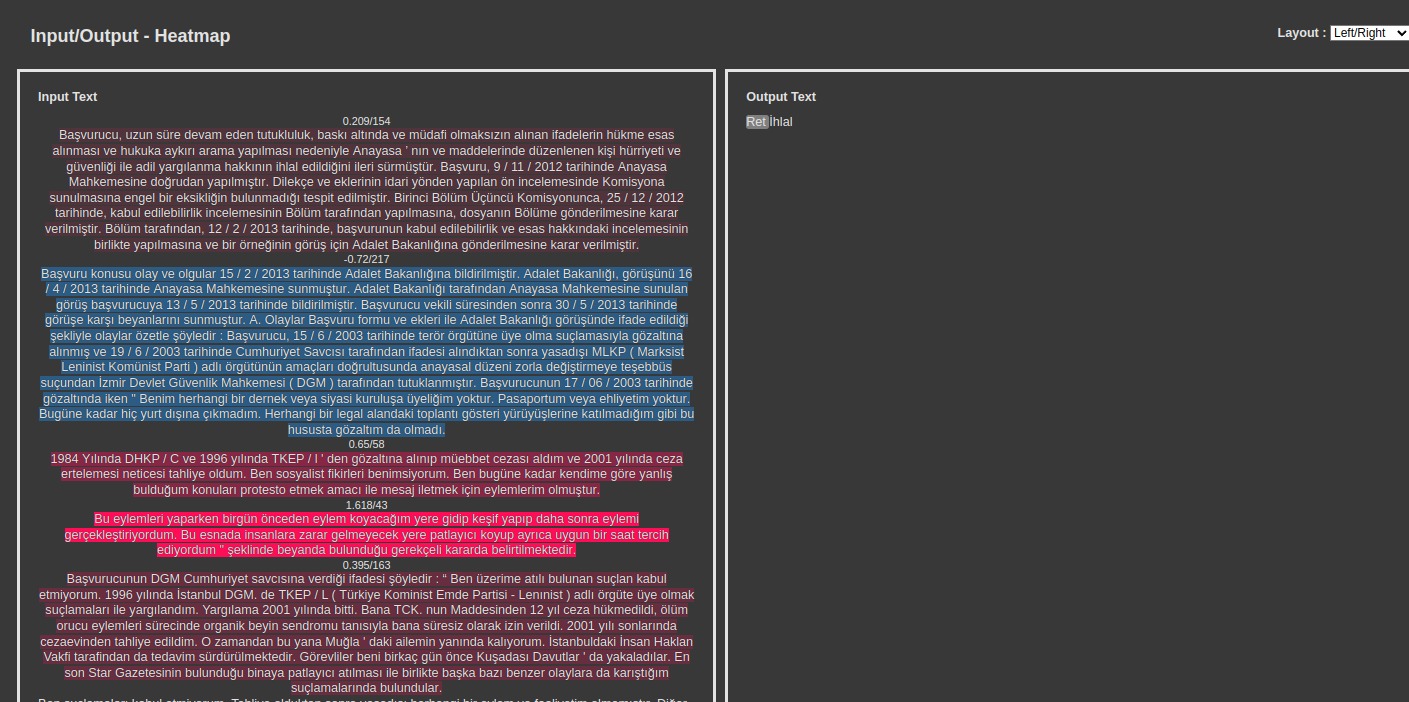 Input/Output - Heatmap
Layout : Left/Right
Input Text
0.209/154
Başvurucu, uzun süre devam eden tutukluluk, baskı altında ve müdafi olmaksızın alınan ifadelerin hükme esas
alınması ve hukuka aykırı arama yapılması nedeniyle Anayasa ' nın ve maddelerinde düzenlenen kişi hürriyeti ve
güvenliği ile adil yargılanma hakkının ihlal edildiğini ileri sürmüştür. Başvuru, 9 / 11 / 2012 tarihinde Anayasa
Mahkemesine doğrudan yapılmıştır. Dilekçe ve eklerinin idari yönden yapılan ön incelemesinde Komisyona
sunulmasına engel bir eksikliğin bulunmadığı tespit edilmiştir. Birinci Bölüm Üçüncü Komisyonunca, 25 / 12 / 2012
tarihinde, kabul edilebilirlik incelemesinin Bölüm tarafından yapılmasına, dosyanın Bölüme gönderilmesine karar
verilmiştir. Bölüm tarafından, 12 / 2 / 2013 tarihinde, başvurunun kabul edilebilirlik ve esas hakkındaki incelemesinin
birlikte yapılmasına ve bir örneğinin görüş için Adalet Bakanlığına gönderilmesine karar verilmiştir.
-0.72/217
Başvuru konusu olay ve olgular 15 / 2 / 2013 tarihinde Adalet Bakanlığına bildirilmiştir. Adalet Bakanlığı, görüşünü 16
/ 4 / 2013 tarihinde Anayasa Mahkemesine sunmuştur. Adalet Bakanlığı tarafından Anayasa Mahkemesine sunulan
görüş başvurucuya 13 / 5 / 2013 tarihinde bildirilmiştir. Başvurucu vekili süresinden sonra 30 / 5 / 2013 tarihinde
görüşe karşı beyanlarını sunmuştur. A. Olaylar Başvuru formu ve ekleri ile Adalet Bakanlığı görüşünde ifade edildiği
şekliyle olaylar özetle şöyledir : Başvurucu, 15 / 6 / 2003 tarihinde terör örgütüne üye olma suçlamasıyla gözaltına
alınmış ve 19 / 6 / 2003 tarihinde Cumhuriyet Savcısı tarafından ifadesi alındıktan sonra yasadışı MLKP ( Marksist
Leninist Komünist Parti ) adlı örgütünün amaçları doğrultusunda anayasal düzeni zorla değiştirmeye teşebbüs
suçundan İzmir Devlet Güvenlik Mahkemesi ( DGM ) tarafından tutuklanmıştır. Başvurucunun 17 / 06 / 2003 tarihinde
gözaltında iken " Benim herhangi bir dernek veya siyasi kuruluşa üyeliğim yoktur. Pasaportum veya ehliyetim yoktur.
Bugüne kadar hiç yurt dışına çıkmadım. Herhangi bir legal alandaki toplantı gösteri yürüyüşlerine katılmadığım gibi bu
hususta gözaltım da olmadı.
0.65/58
1984 Yılında DHKP / C ve 1996 yılında TKEP / l ' den gözaltına alınıp müebbet cezası aldım ve 2001 yılında ceza
ertelemesi neticesi tahliye oldum. Ben sosyalist fikirleri benimsiyorum. Ben bugüne kadar kendime göre yanlış
bulduğum konuları protesto etmek amacı ile mesaj iletmek için eylemlerim olmuştur.
1.618/43
Bu eylemleri yaparken birgün önceden eylem koyacağım yere gidip keşif yapıp daha sonra eylemi
gerçekleştiriyordum. Bu esnada insanlara zarar gelmeyecek yere patlayıcı koyup ayrıca uygun bir saat tercih
ediyordum " şeklinde beyanda bulunduğu gerekçeli kararda belirtilmektedir.
0.395/163
Başvurucunun DGM Cumhuriyet savcısına verdiği ifadesi şöyledir : “ Ben üzerime atılı bulunan suçları kabul
etmiyorum. 1996 yılında İstanbul DGM. de TKEP / L ( Türkiye Kominist Emde Partisi - Lenınist ) adlı örgüte üye olmak
suçlamaları ile yargılandım. Yargılama 2001 yılında bitti. Bana TCK. nun Maddesinden 12 yıl ceza hükmedildi, ölüm
orucu eylemleri sürecinde organik beyin sendromu tanısıyla bana süresiz olarak izin verildi. 2001 yılı sonlarında
cezaevinden tahliye edildim. O zamandan bu yana Muğla ' daki ailemin yanında kalıyorum. İstanbuldaki İnsan Hakları
Vakfi tarafindan da tedavim sürdürülmektedir. Görevliler beni birkaç gün önce Kuşadası Davutlar ' da yakaladılar. En
son Star Gazetesinin bulunduğu binaya patlayıcı atılması ile birlikte başka bazı benzer olaylara da karıştığım
suçlamalarında bulundular.
Output Text
Ret İhlal